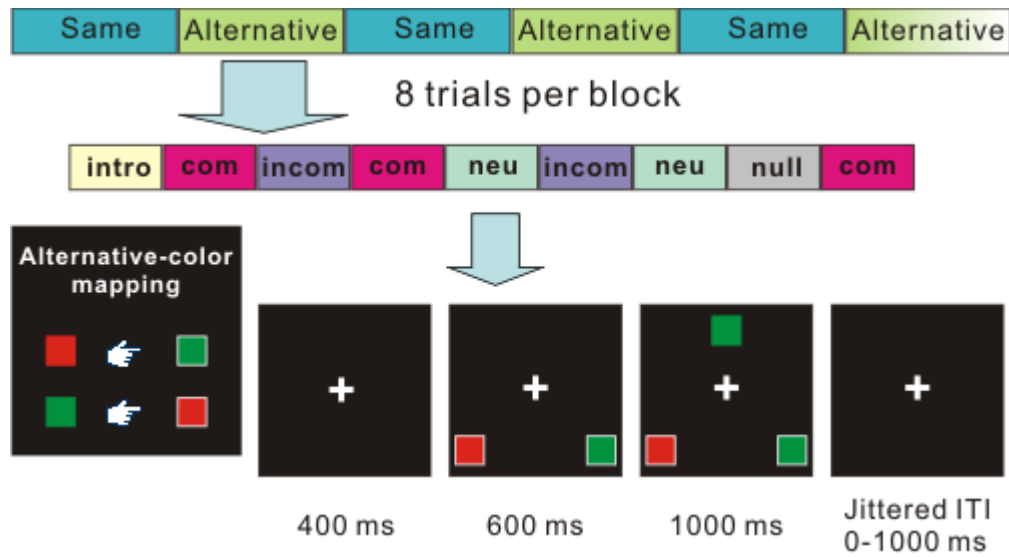 Same Alternative Same Alternative Same Alternative
8 trials per block
intro com incom com neu incom neu null com
Alternative-color
mapping
400 ms
600 ms
1000 ms
Jittered ITI
0-1000 ms